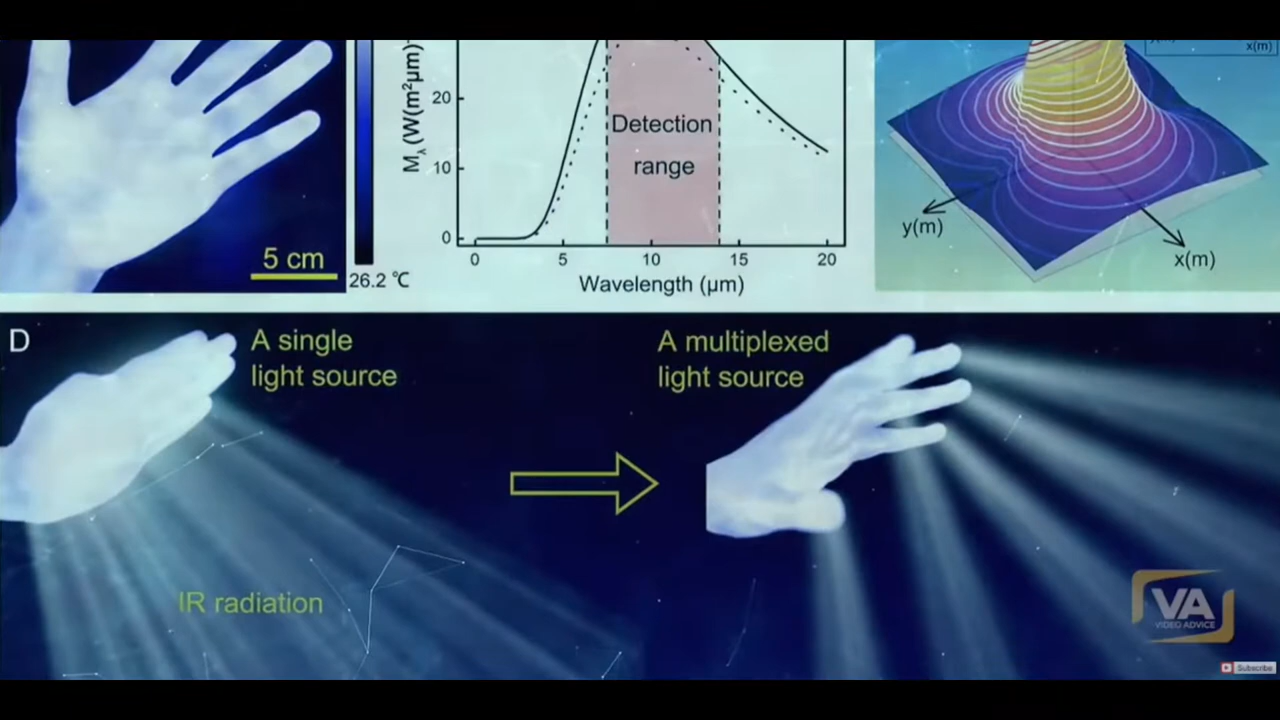 5 cm
26.2 ℃
M_λ (W(m²μm)⁻
20
10
0
Detection
range
0 5 10 15 20
Wavelength (μm)
x(m)
y(m)
x(m)
D
A single
light source
A multiplexed
light source
IR radiation
VA
VIDEO ADVICE
Subscribe